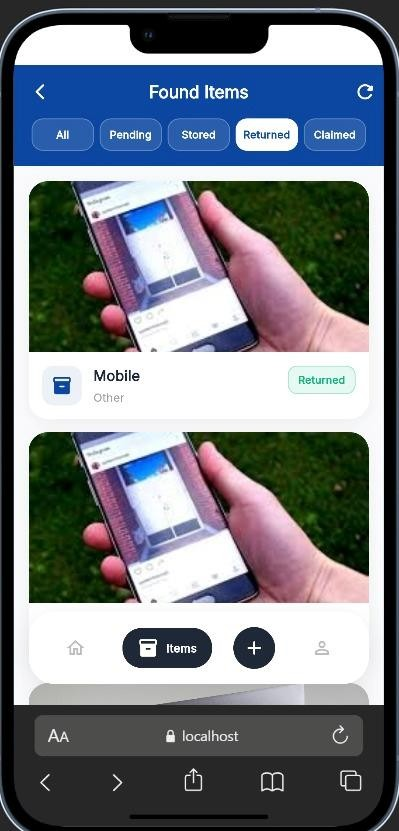 Found Items
All
Pending
Stored
Returned
Claimed
Mobile
Other
Returned
Items
AA
localhost